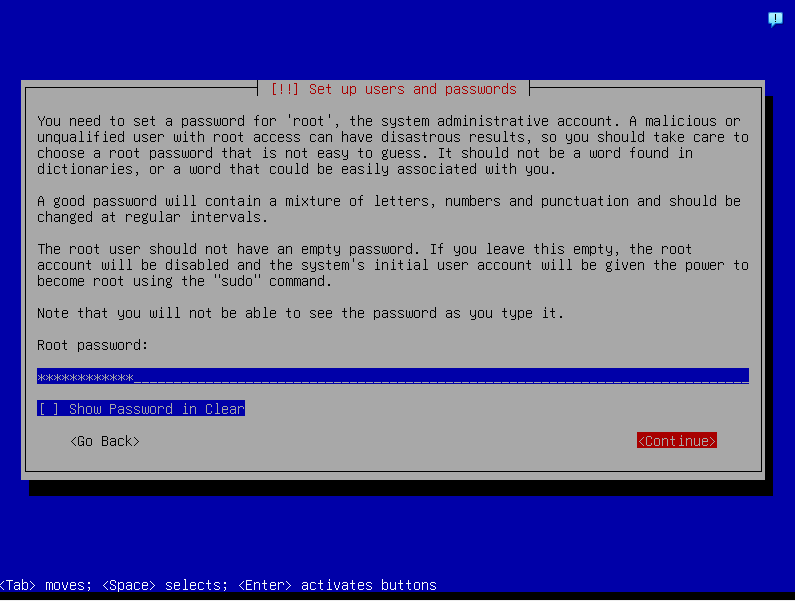 [!!] Set up users and passwords
You need to set a password for 'root', the system administrative account. A malicious or
unqualified user with root access can have disastrous results, so you should take care to
choose a root password that is not easy to guess. It should not be a word found in
dictionaries, or a word that could be easily associated with you.
A good password will contain a mixture of letters, numbers and punctuation and should be
changed at regular intervals.
The root user should not have an empty password. If you leave this empty, the root
account will be disabled and the system's initial user account will be given the power to
become root using the "sudo" command.
Note that you will not be able to see the password as you type it.
Root password:
************
[ ] Show Password in Clear
<Go Back> <Continue>
<Tab> moves; <Space> selects; <Enter> activates buttons